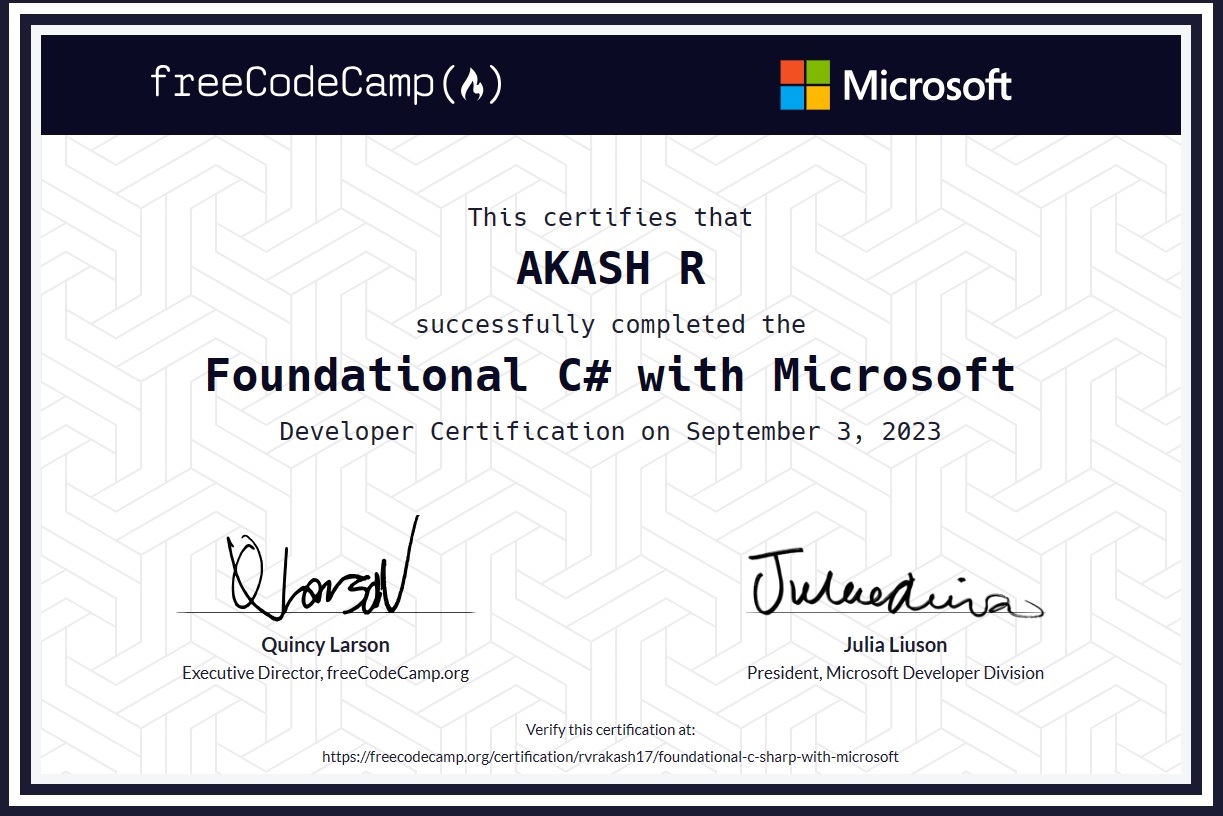 freeCodeCamp(🔥)
Microsoft
This certifies that
AKASH R
successfully completed the
Foundational C# with Microsoft
Developer Certification on September 3, 2023
Quincy Larson
Executive Director, freeCodeCamp.org
Julia Liuson
President, Microsoft Developer Division
Verify this certification at:
https://freecodecamp.org/certification/rvrakash17/foundational-c-sharp-with-microsoft